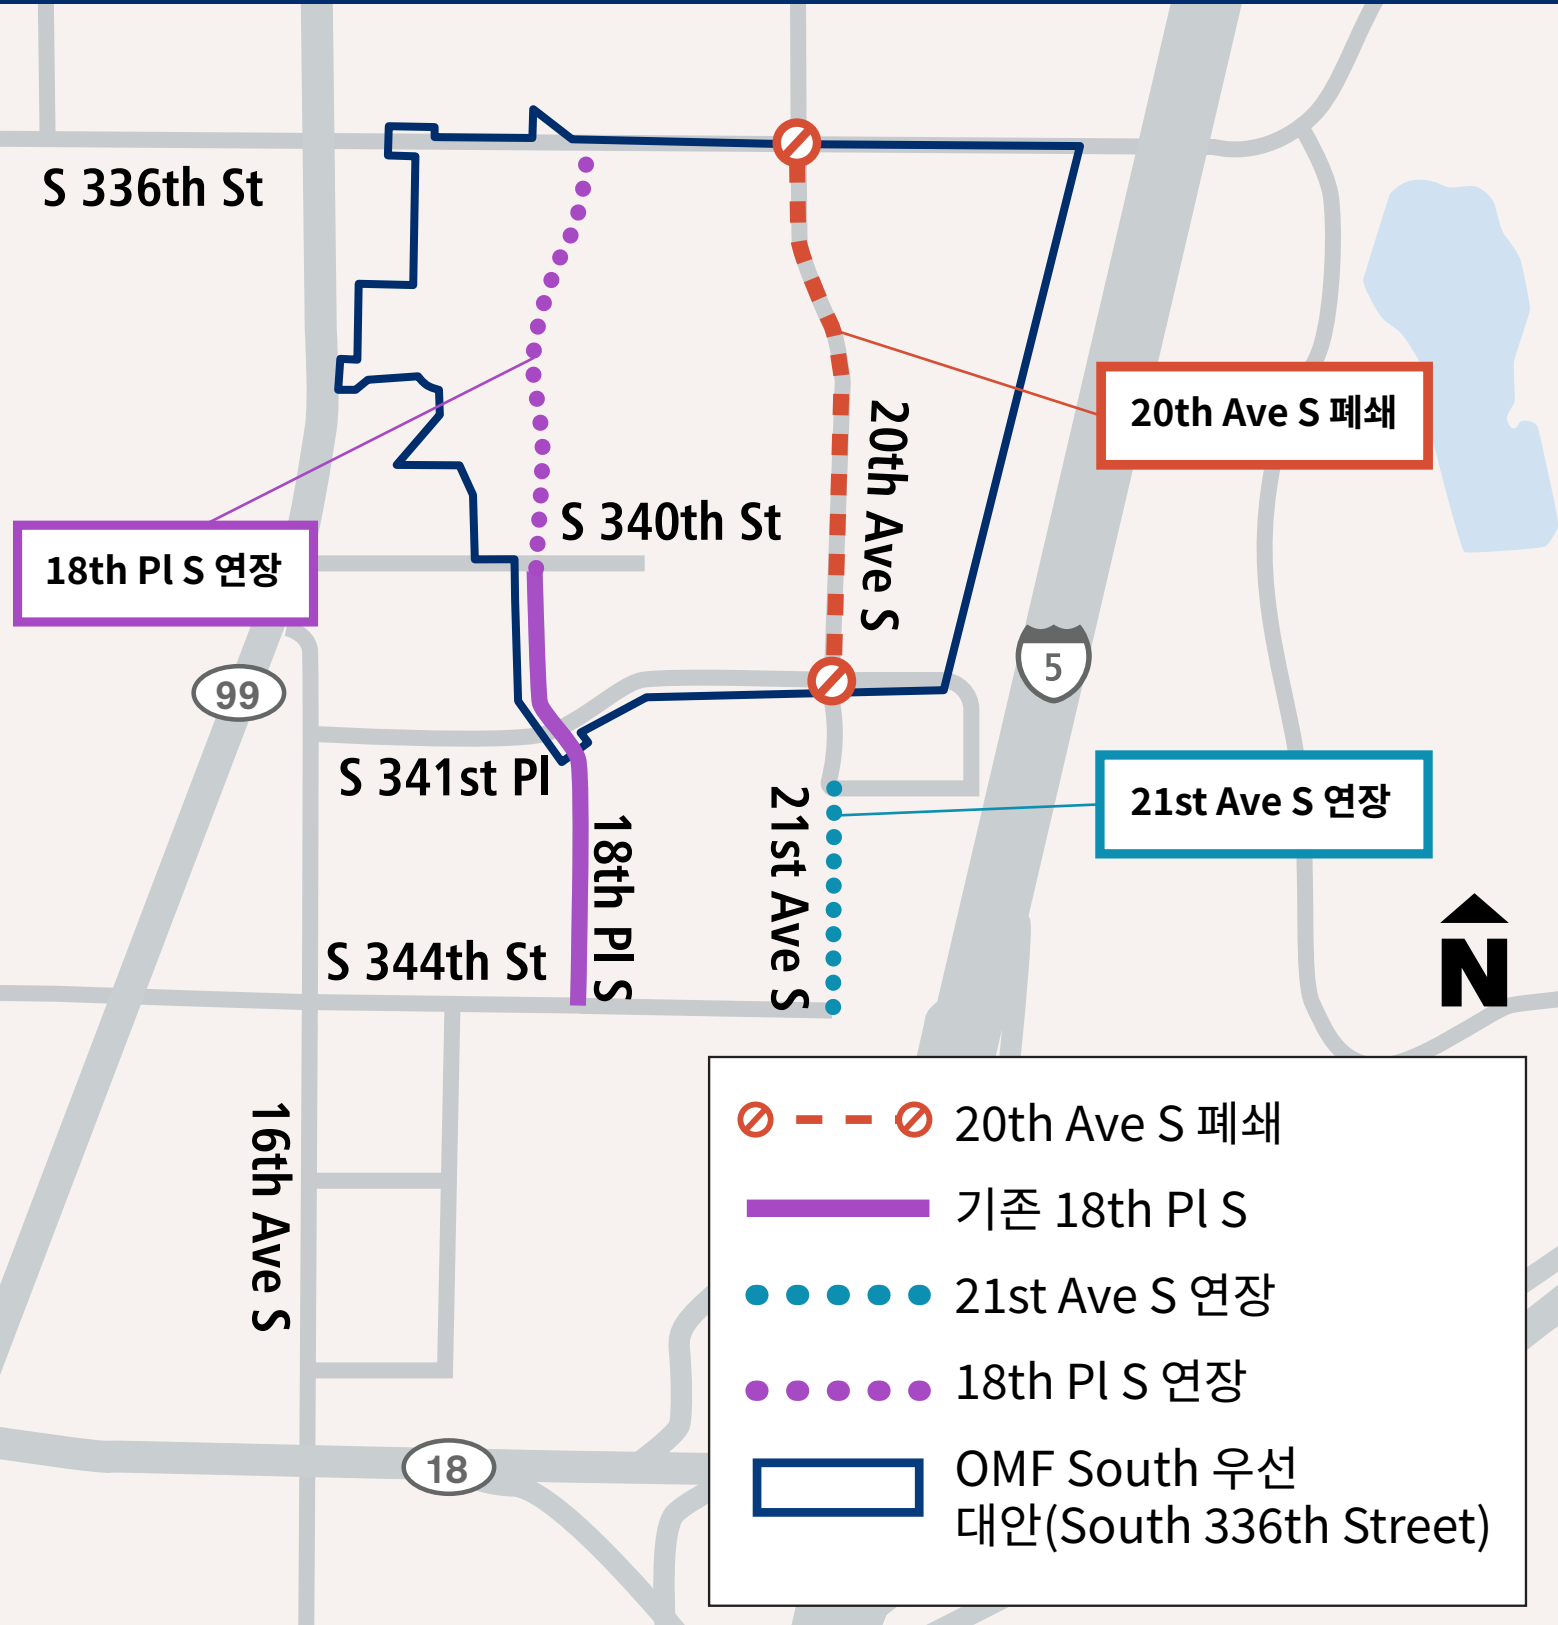 S 336th St
20th Ave S 폐쇄
20th Ave S
S 340th St
18th Pl S 연장
5
99
S 341st Pl
21st Ave S 연장
18th Pl S
21st Ave S
S 344th St
N
16th Ave S
18
20th Ave S 폐쇄
기존 18th Pl S
21st Ave S 연장
18th Pl S 연장
OMF South 우선
대안(South 336th Street)